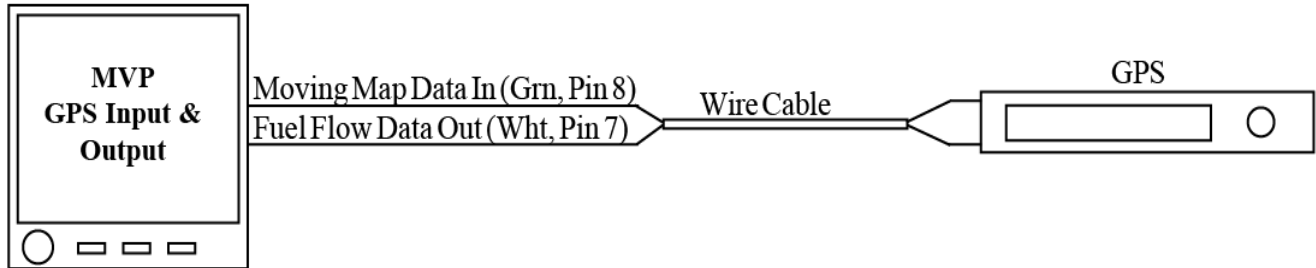 MVP
GPS Input &
Output
Moving Map Data In (Grn, Pin 8)
Fuel Flow Data Out (Wht, Pin 7)
Wire Cable
GPS